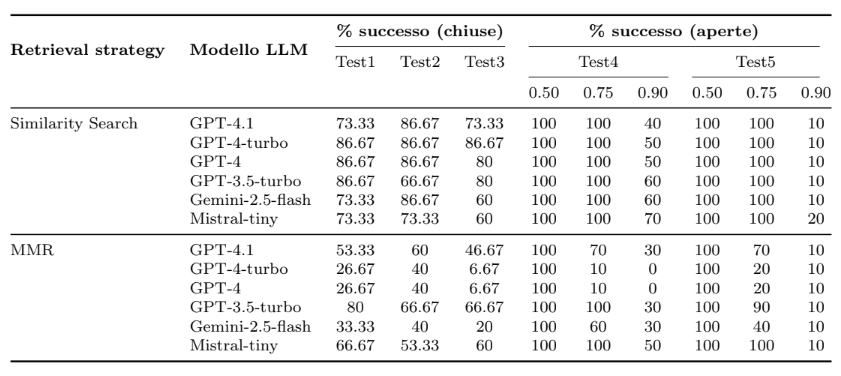 % successo (chiuse) % successo (aperte)
Retrieval strategy Modello LLM
Test1 Test2 Test3 Test4 Test5
0.50 0.75 0.90 0.50 0.75 0.90
Similarity Search GPT-4.1 73.33 86.67 73.33 100 100 40 100 100 10
GPT-4-turbo 86.67 86.67 86.67 100 100 50 100 100 10
GPT-4 86.67 86.67 80 100 100 50 100 100 10
GPT-3.5-turbo 86.67 66.67 80 100 100 60 100 100 10
Gemini-2.5-flash 73.33 86.67 60 100 100 60 100 100 10
Mistral-tiny 73.33 73.33 60 100 100 70 100 100 20
MMR GPT-4.1 53.33 60 46.67 100 70 30 100 70 10
GPT-4-turbo 26.67 40 6.67 100 10 0 100 20 10
GPT-4 26.67 40 6.67 100 10 0 100 20 10
GPT-3.5-turbo 80 66.67 66.67 100 100 30 100 90 10
Gemini-2.5-flash 33.33 40 20 100 60 30 100 40 10
Mistral-tiny 66.67 53.33 60 100 100 50 100 100 10